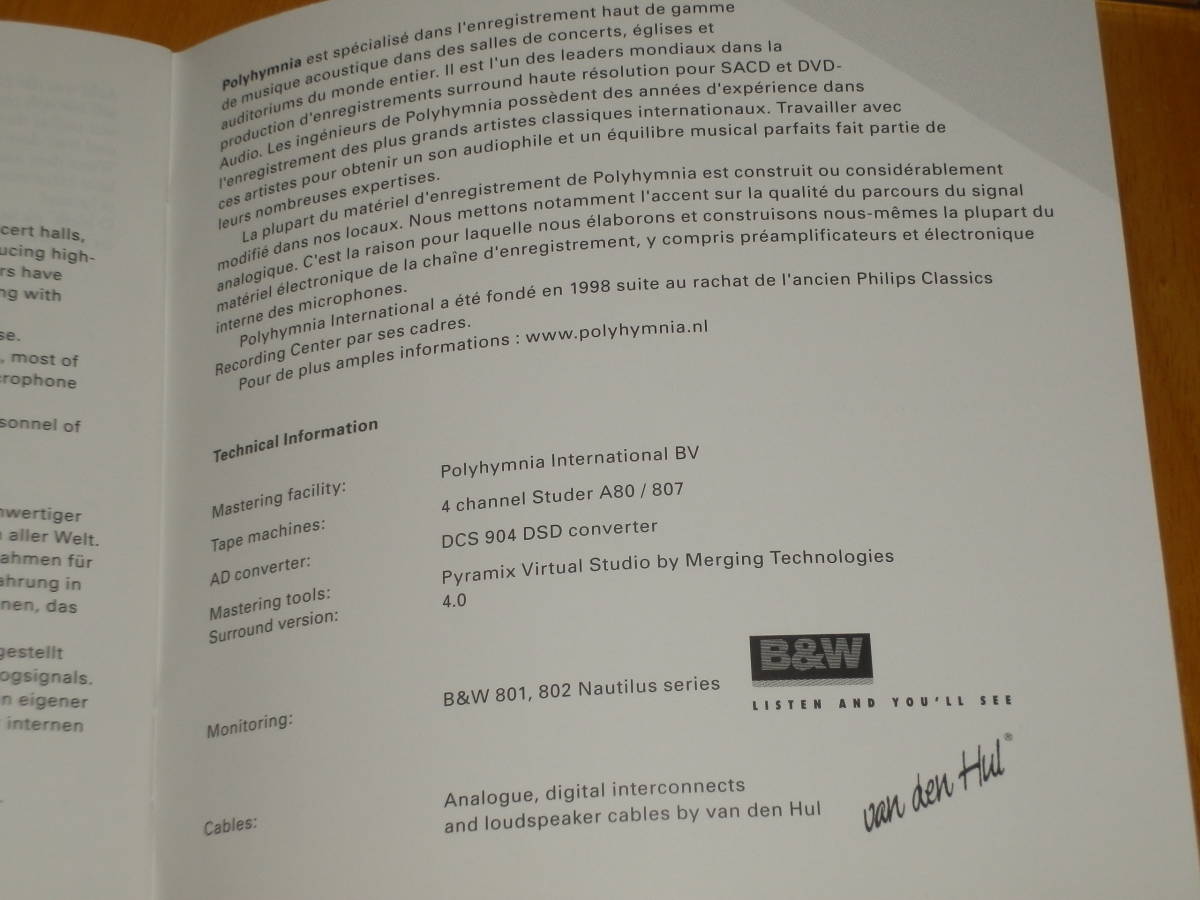 cert halls,
ucing high-
rs have
ng with
se.
, most of
crophone
sonnel of
hwertiger
n aller Welt.
ahmen für
ahrung in
nen, das
gestellt
ogsignals.
n eigener
internen
Polyhymnia est spécialisé dans l'enregistrement haut de gamme
de musique acoustique dans des salles de concerts, églises et
auditoriums du monde entier. Il est l'un des leaders mondiaux dans la
production d'enregistrements surround haute résolution pour SACD et DVD-
Audio. Les ingénieurs de Polyhymnia possèdent des années d'expérience dans
l'enregistrement des plus grands artistes classiques internationaux. Travailler avec
ces artistes pour obtenir un son audiophile et un équilibre musical parfaits fait partie de
leurs nombreuses expertises.
La plupart du matériel d'enregistrement de Polyhymnia est construit ou considérablement
modifié dans nos locaux. Nous mettons notamment l'accent sur la qualité du parcours du signal
analogique. C'est la raison pour laquelle nous élaborons et construisons nous-mêmes la plupart du
matériel électronique de la chaîne d'enregistrement, y compris préamplificateurs et électronique
interne des microphones.
Polyhymnia International a été fondé en 1998 suite au rachat de l'ancien Philips Classics
Recording Center par ses cadres.
Pour de plus amples informations : www.polyhymnia.nl
Technical Information
Mastering facility: Polyhymnia International BV
Tape machines: 4 channel Studer A80 / 807
AD converter: DCS 904 DSD converter
Mastering tools: Pyramix Virtual Studio by Merging Technologies
Surround version: 4.0
B&W
LISTEN AND YOU'LL SEE
Monitoring: B&W 801, 802 Nautilus series
van den Hul®
Cables: Analogue, digital interconnects
and loudspeaker cables by van den Hul